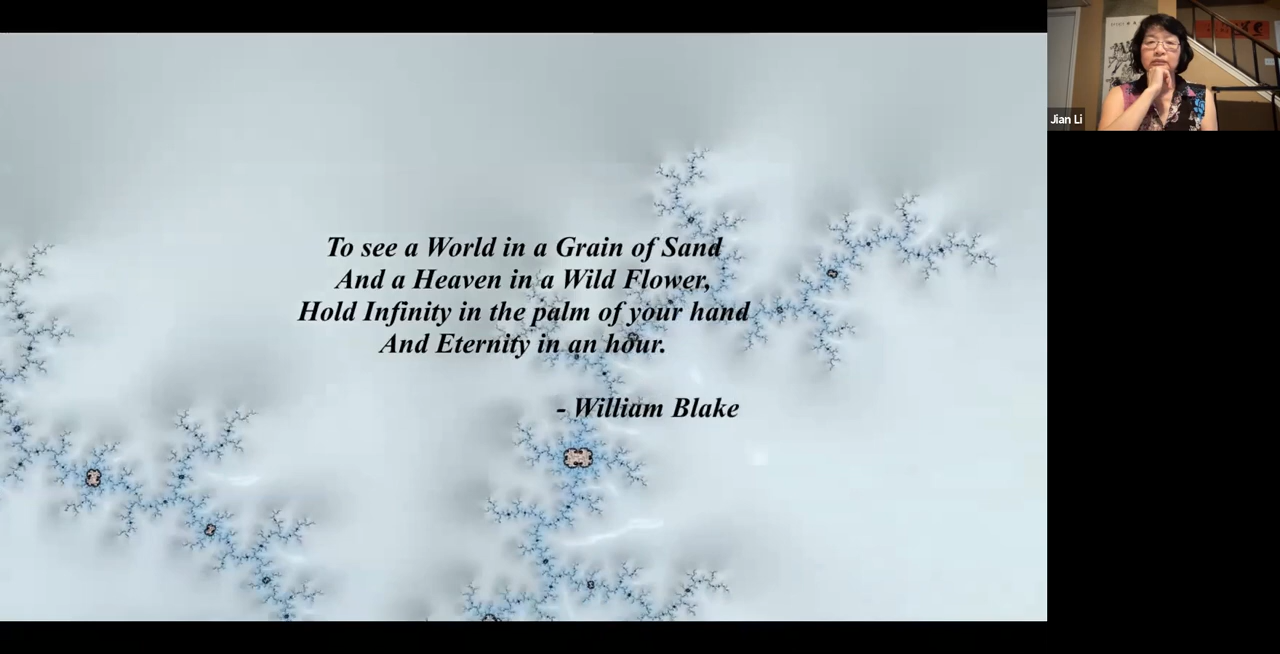 To see a World in a Grain of Sand
And a Heaven in a Wild Flower,
Hold Infinity in the palm of your hand
And Eternity in an hour.
- William Blake
Jian Li